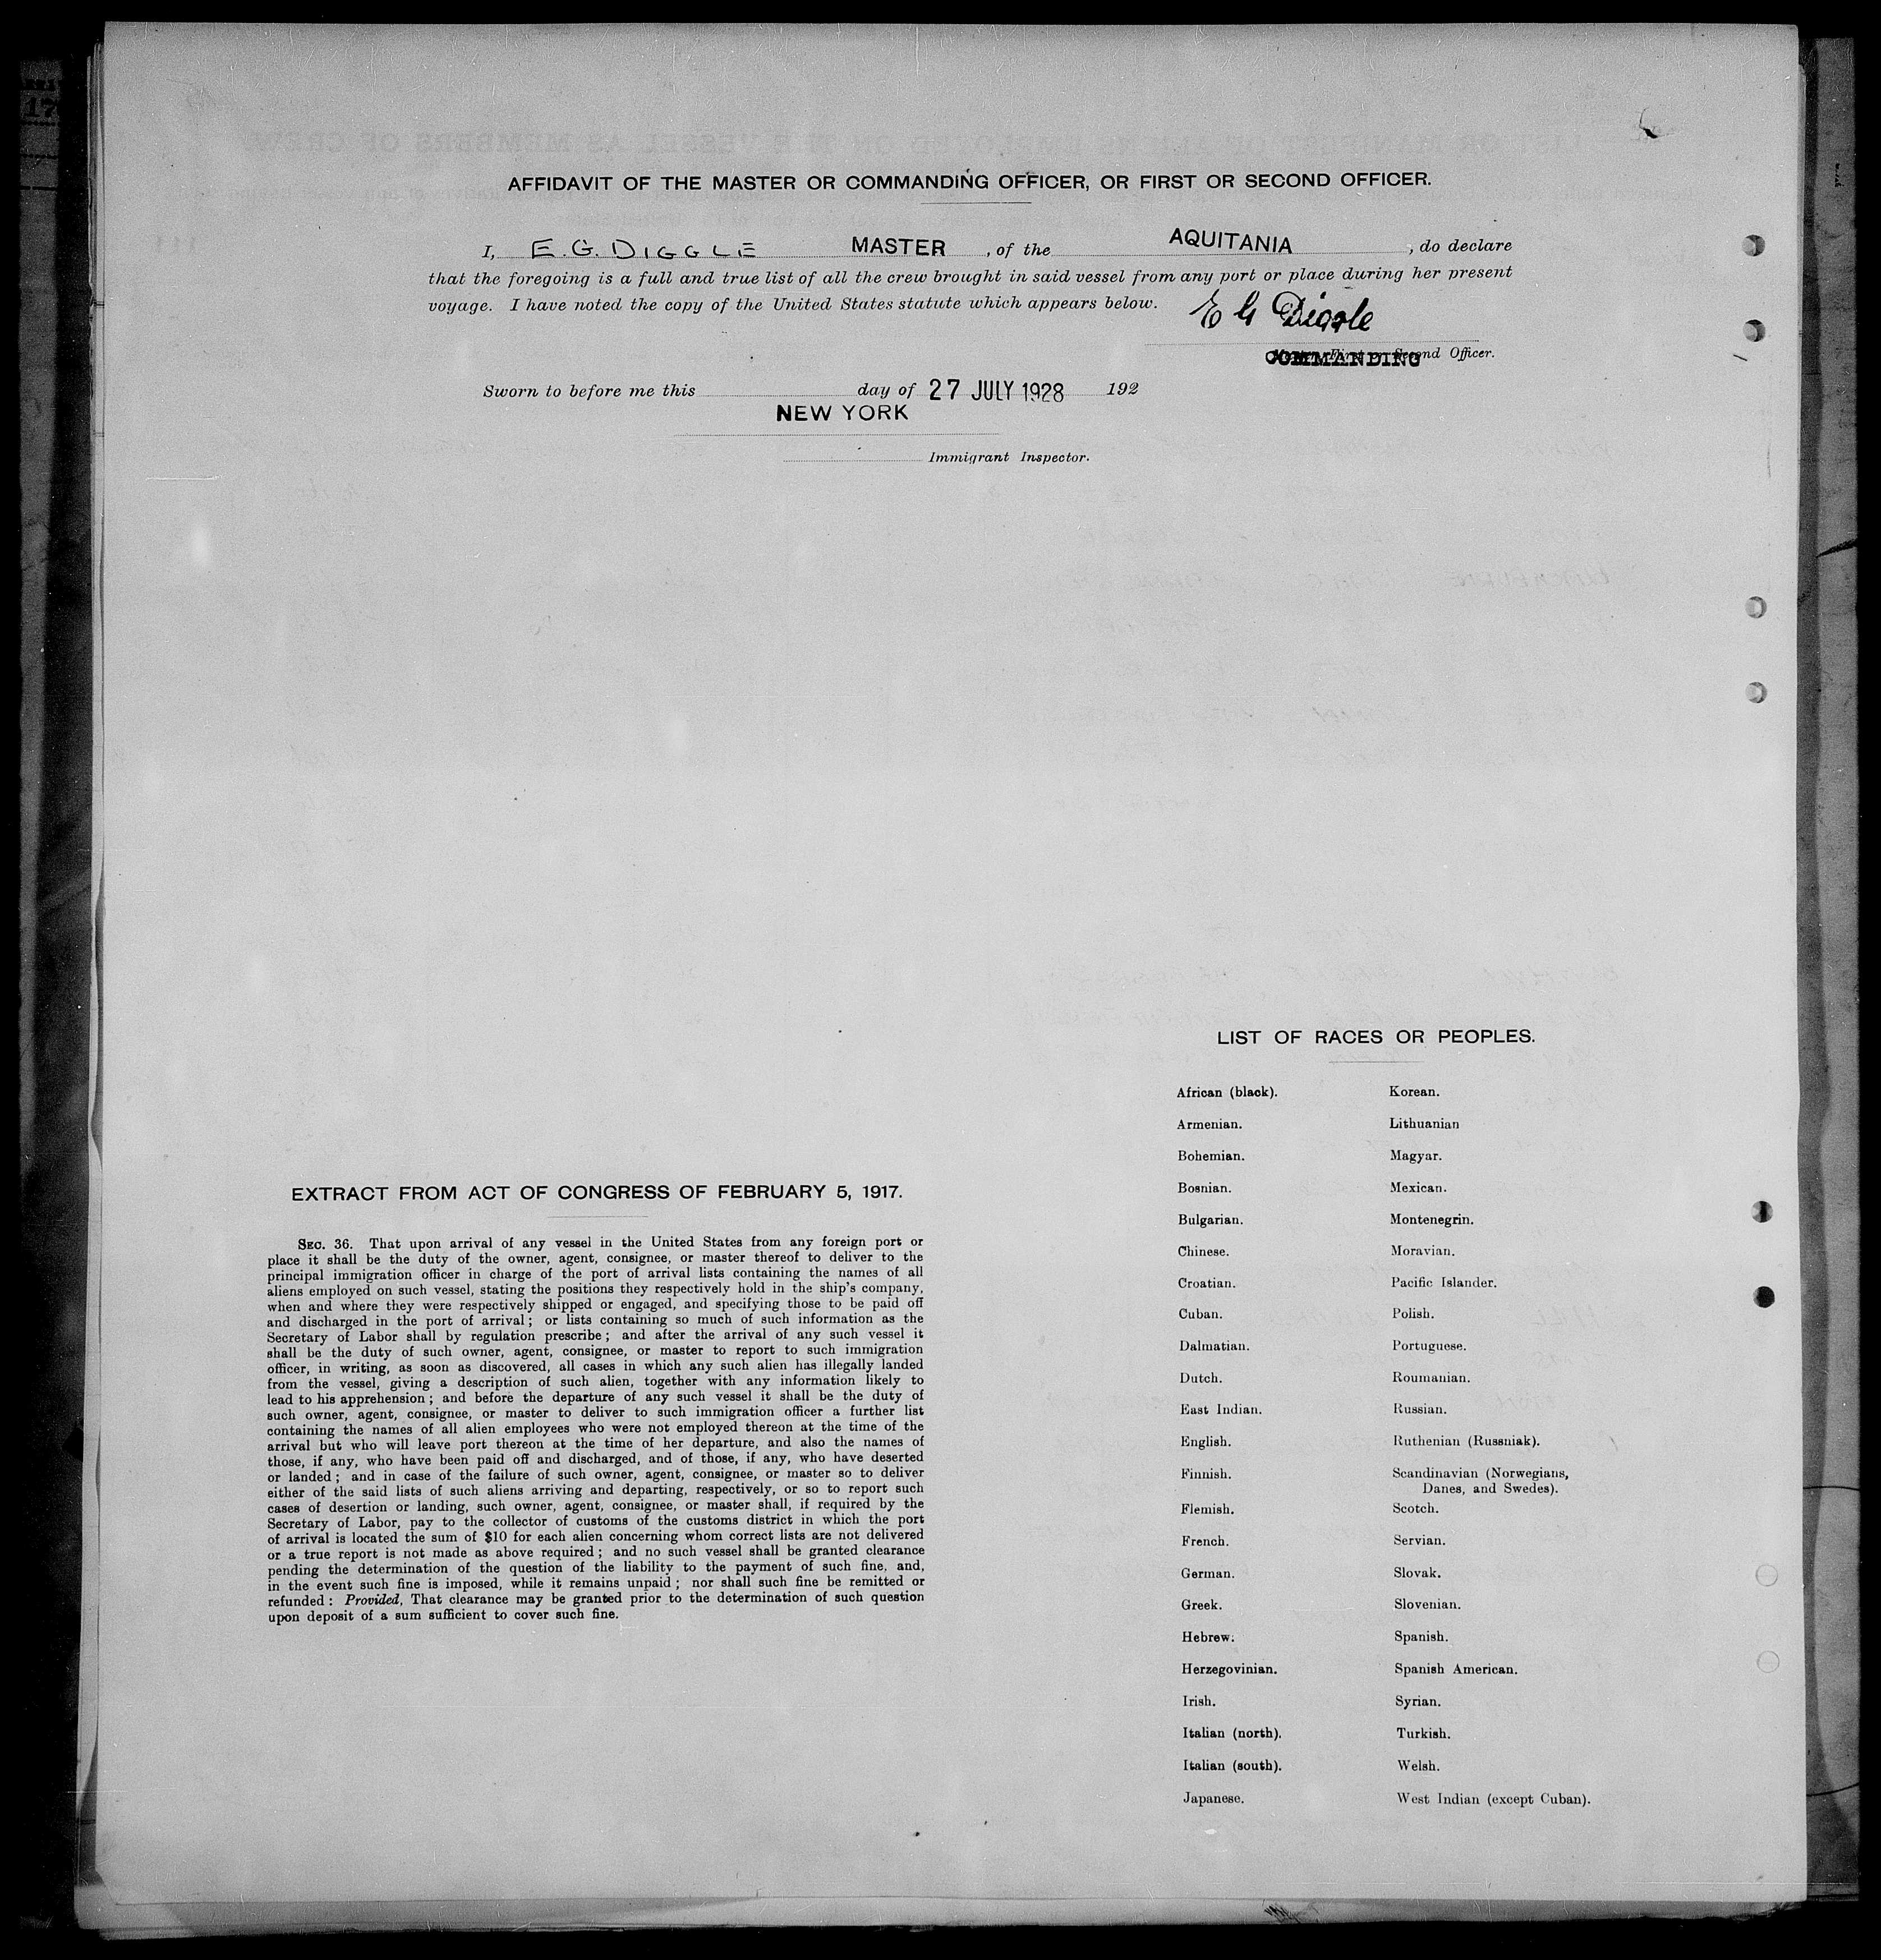 AFFIDAVIT OF THE MASTER OR COMMANDING OFFICER, OR FIRST OR SECOND OFFICER.
I, E. G. DIGGLE MASTER , of the AQUITANIA , do declare
that the foregoing is a full and true list of all the crew brought in said vessel from any port or place during her present
voyage. I have noted the copy of the United States statute which appears below.
E G Diggle
COMMANDING First or Second Officer.
Sworn to before me this day of 27 JULY 1928 192
NEW YORK
Immigrant Inspector.
EXTRACT FROM ACT OF CONGRESS OF FEBRUARY 5, 1917.
SEC. 36. That upon arrival of any vessel in the United States from any foreign port or
place it shall be the duty of the owner, agent, consignee, or master thereof to deliver to the
principal immigration officer in charge of the port of arrival lists containing the names of all
aliens employed on such vessel, stating the positions they respectively hold in the ship's company,
when and where they were respectively shipped or engaged, and specifying those to be paid off
and discharged in the port of arrival; or lists containing so much of such information as the
Secretary of Labor shall by regulation prescribe; and after the arrival of any such vessel it
shall be the duty of such owner, agent, consignee, or master to report to such immigration
officer, in writing, as soon as discovered, all cases in which any such alien has illegally landed
from the vessel, giving a description of such alien, together with any information likely to
lead to his apprehension; and before the departure of any such vessel it shall be the duty of
such owner, agent, consignee, or master to deliver to such immigration officer a further list
containing the names of all alien employees who were not employed thereon at the time of the
arrival but who will leave port thereon at the time of her departure, and also the names of
those, if any, who have been paid off and discharged, and of those, if any, who have deserted
or landed; and in case of the failure of such owner, agent, consignee, or master so to deliver
either of the said lists of such aliens arriving and departing, respectively, or so to report such
cases of desertion or landing, such owner, agent, consignee, or master shall, if required by the
Secretary of Labor, pay to the collector of customs of the customs district in which the port
of arrival is located the sum of $10 for each alien concerning whom correct lists are not delivered
or a true report is not made as above required; and no such vessel shall be granted clearance
pending the determination of the question of the liability to the payment of such fine, and,
in the event such fine is imposed, while it remains unpaid; nor shall such fine be remitted or
refunded: Provided, That clearance may be granted prior to the determination of such question
upon deposit of a sum sufficient to cover such fine.
LIST OF RACES OR PEOPLES.
African (black).
Armenian.
Bohemian.
Bosnian.
Bulgarian.
Chinese.
Croatian.
Cuban.
Dalmatian.
Dutch.
East Indian.
English.
Finnish.
Flemish.
French.
German.
Greek.
Hebrew.
Herzegovinian.
Irish.
Italian (north).
Italian (south).
Japanese.
Korean.
Lithuanian
Magyar.
Mexican.
Montenegrin.
Moravian.
Pacific Islander.
Polish.
Portuguese.
Roumanian.
Russian.
Ruthenian (Russniak).
Scandinavian (Norwegians,
Danes, and Swedes).
Scotch.
Servian.
Slovak.
Slovenian.
Spanish.
Spanish American.
Syrian.
Turkish.
Welsh.
West Indian (except Cuban).